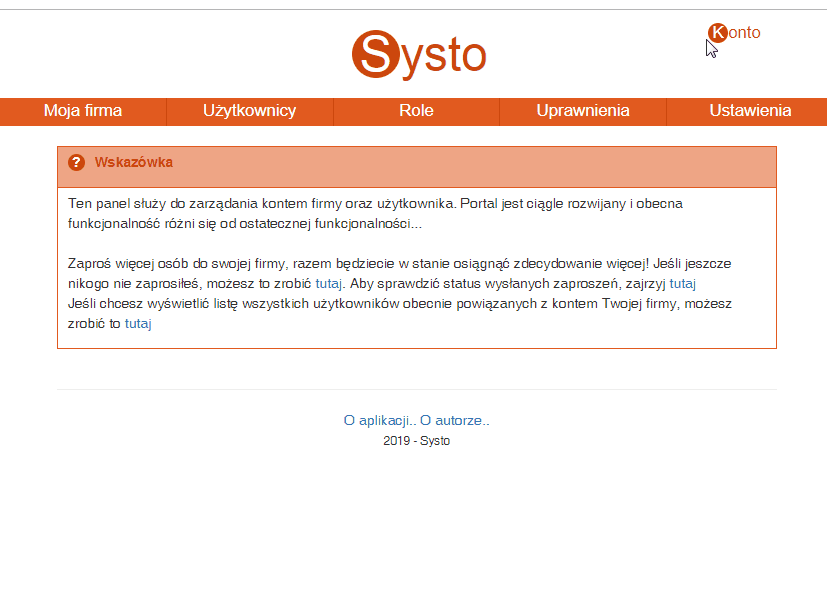 Systo
Konto
Moja firma Użytkownicy Role Uprawnienia Ustawienia
? Wskazówka
Ten panel służy do zarządania kontem firmy oraz użytkownika. Portal jest ciągle rozwijany i obecna
funkcjonalność różni się od ostatecznej funkcjonalności...
Zaproś więcej osób do swojej firmy, razem będziecie w stanie osiągnąć zdecydowanie więcej! Jeśli jeszcze
nikogo nie zaprosiłeś, możesz to zrobić tutaj. Aby sprawdzić status wysłanych zaproszeń, zajrzyj tutaj
Jeśli chcesz wyświetlić listę wszystkich użytkowników obecnie powiązanych z kontem Twojej firmy, możesz
zrobić to tutaj
O aplikacji.. O autorze..
2019 - Systo